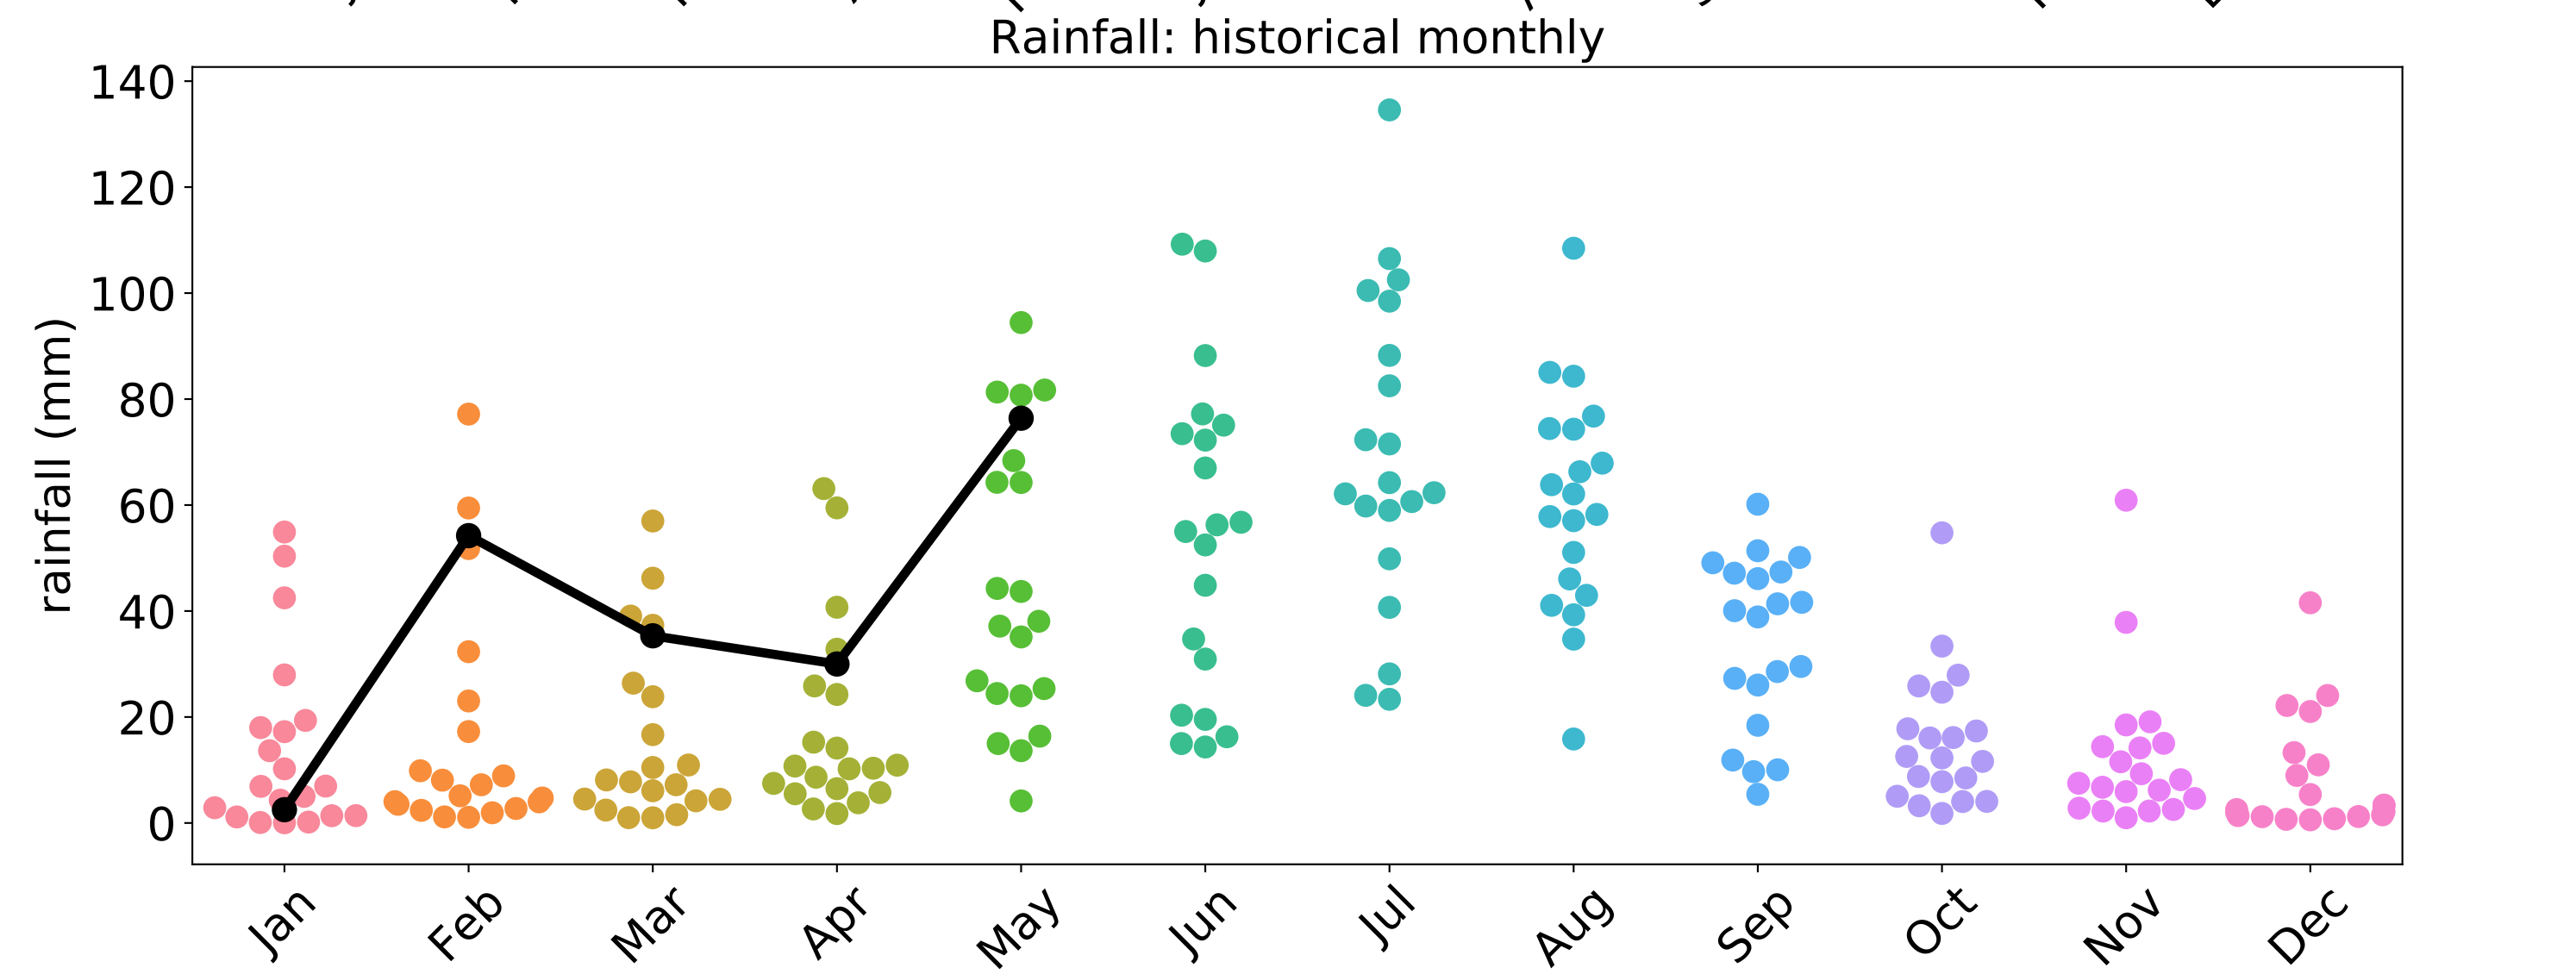 Rainfall: historical monthly
rainfall (mm)
140
120
100
80
60
40
20
0
Jan
Feb
Mar
Apr
May
Jun
Jul
Aug
Sep
Oct
Nov
Dec